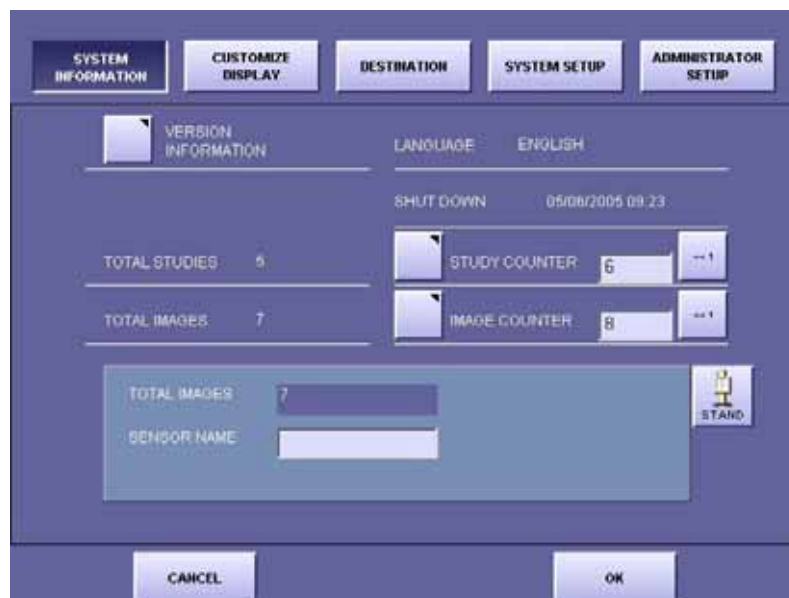 SYSTEM
INFORMATION
CUSTOMIZE
DISPLAY
DESTINATION
SYSTEM SETUP
ADMINISTRATOR
SETUP
VERSION
INFORMATION
LANGUAGE ENGLISH
SHUT DOWN 05/06/2005 09:23
TOTAL STUDIES 6
STUDY COUNTER 6
TOTAL IMAGES 7
IMAGE COUNTER 8
TOTAL IMAGES 7
SENSOR NAME
STAND
CANCEL
OK